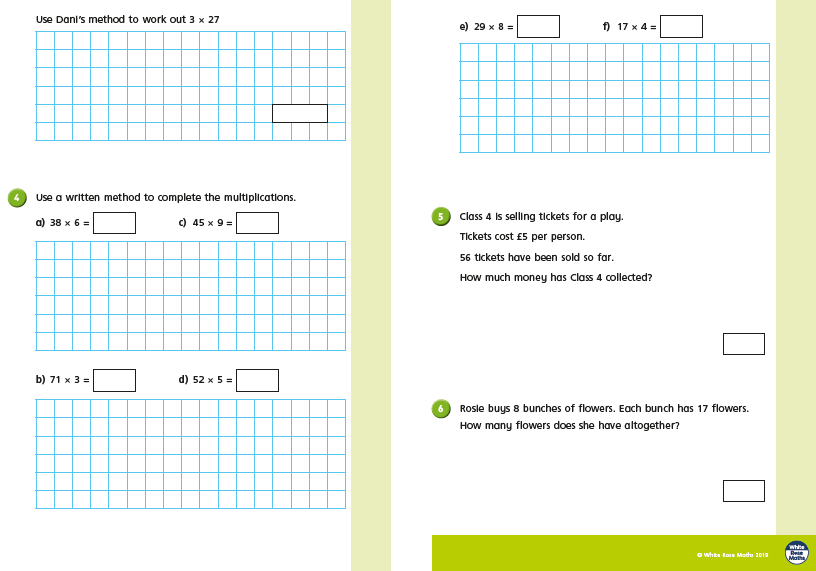 Use Dani's method to work out 3 × 27
4 Use a written method to complete the multiplications.
a) 38 × 6 =
c) 45 × 9 =
b) 71 × 3 =
d) 52 × 5 =
e) 29 × 8 =
f) 17 × 4 =
5 Class 4 is selling tickets for a play.
Tickets cost £5 per person.
56 tickets have been sold so far.
How much money has Class 4 collected?
6 Rosie buys 8 bunches of flowers. Each bunch has 17 flowers.
How many flowers does she have altogether?
© White Rose Maths 2019
White
Rose
Maths